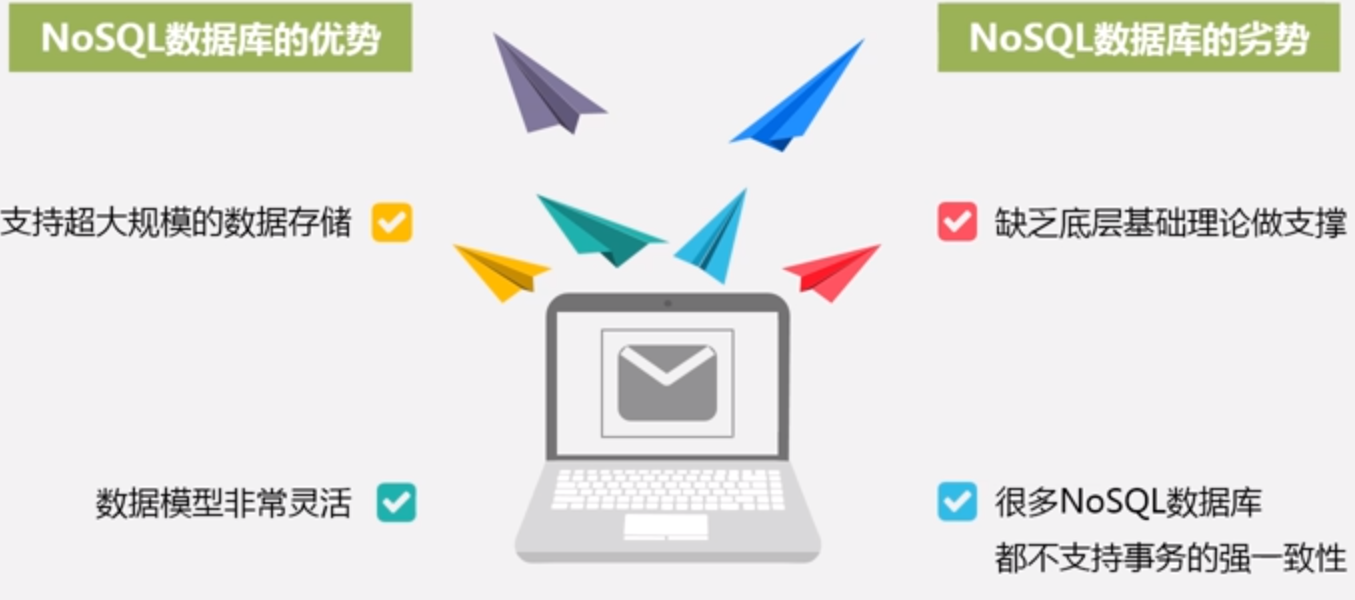 NoSQL数据库的优势
支持超大规模的数据存储
数据模型非常灵活
NoSQL数据库的劣势
缺乏底层基础理论做支撑
很多NoSQL数据库
都不支持事务的强一致性